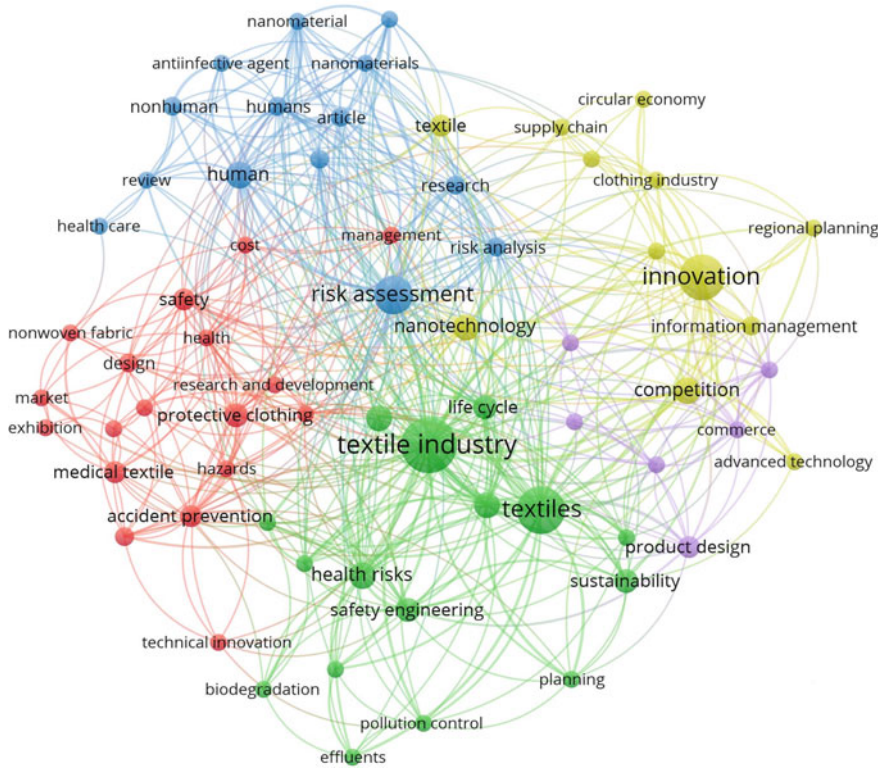 nanomaterial
antiinfective agent
nanomaterials
circular economy
nonhuman
humans
article
textile
supply chain
review
human
research
clothing industry
health care
cost
management
risk analysis
regional planning
innovation
risk assessment
safety
nonwoven fabric
health
nanotechnology
information management
design
research and development
market
protective clothing
life cycle
competition
exhibition
textile industry
commerce
medical textile
hazards
advanced technology
accident prevention
textiles
product design
health risks
sustainability
safety engineering
technical innovation
biodegradation
planning
pollution control
effluents